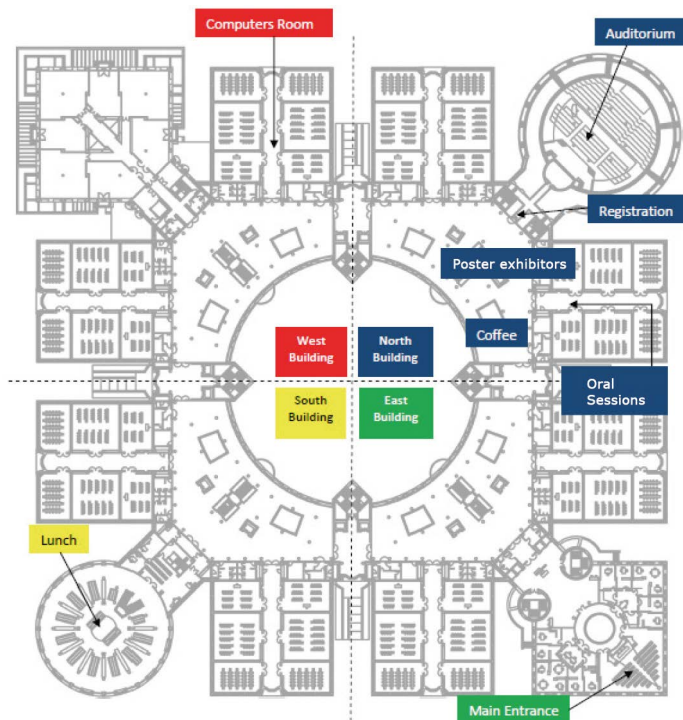 Computers Room
Auditorium
Registration
Poster exhibitors
Coffee
West
Building
North
Building
Oral
Sessions
South
Building
East
Building
Lunch
Main Entrance